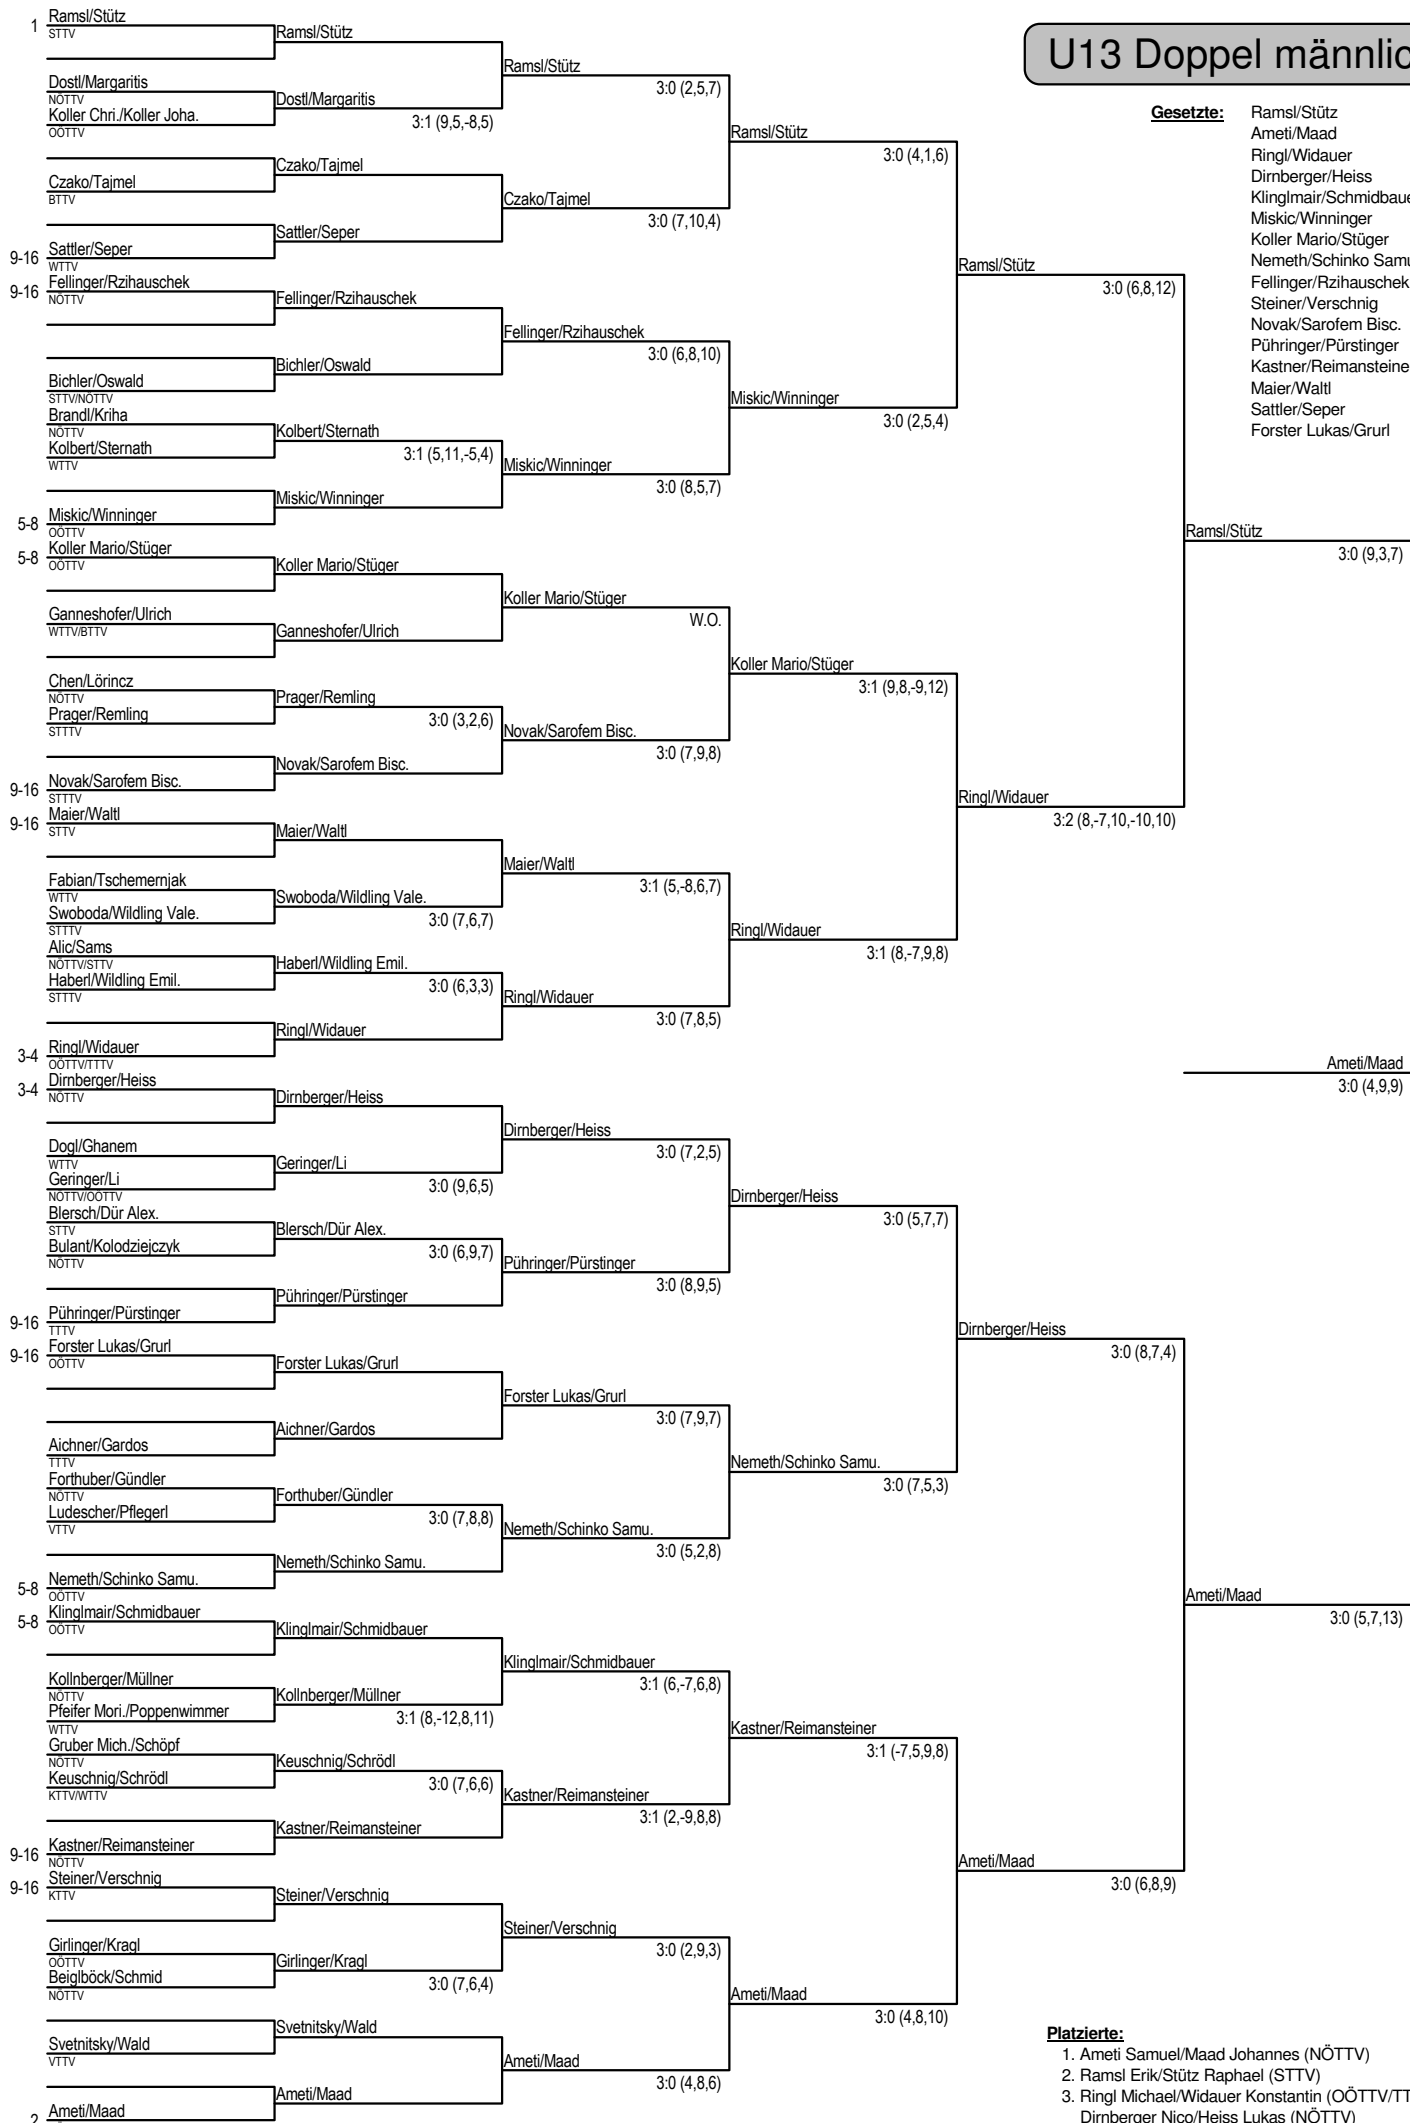 U13 Doppel männlic
Gesetzte:
Ramsl/Stütz
Ameti/Maad
Ringl/Widauer
Dirnberger/Heiss
Klinglmair/Schmidbaue
Miskic/Winninger
Koller Mario/Stüger
Nemeth/Schinko Samu
Fellinger/Rzihauschek
Steiner/Verschnig
Novak/Sarofem Bisc.
Pühringer/Pürstinger
Kastner/Reimansteine
Maier/Waltl
Sattler/Seper
Forster Lukas/Grurl
1 Ramsl/Stütz
STTV
Dostl/Margaritis
NÖTTV
Koller Chri./Koller Joha.
OÖTTV
Czako/Tajmel
BTTV
9-16 Sattler/Seper
WTTV
9-16 Fellinger/Rzihauschek
NÖTTV
Bichler/Oswald
STTV/NÖTTV
Brandl/Kriha
NÖTTV
Kolbert/Sternath
WTTV
5-8 Miskic/Winninger
OÖTTV
5-8 Koller Mario/Stüger
OÖTTV
Ganneshofer/Ulrich
WTTV/BTTV
Chen/Lörincz
NÖTTV
Prager/Remling
STTTV
9-16 Novak/Sarofem Bisc.
STTTV
9-16 Maier/Waltl
STTV
Fabian/Tschemernjak
WTTV
Swoboda/Wildling Vale.
STTTV
Alic/Sams
NÖTTV/STTV
Haberl/Wildling Emil.
STTTV
3-4 Ringl/Widauer
OÖTTV/TTTV
3-4 Dirnberger/Heiss
NÖTTV
Dogl/Ghanem
WTTV
Geringer/Li
NÖTTV/OÖTTV
Blersch/Dür Alex.
STTV
Bulant/Kolodziejczyk
NÖTTV
9-16 Pühringer/Pürstinger
TTTV
9-16 Forster Lukas/Grurl
OÖTTV
Aichner/Gardos
TTTV
Forthuber/Gündler
NÖTTV
Ludescher/Pflegerl
VTTV
5-8 Nemeth/Schinko Samu.
OÖTTV
5-8 Klinglmair/Schmidbauer
OÖTTV
Kollnberger/Müllner
NÖTTV
Pfeifer Mori./Poppenwimmer
WTTV
Gruber Mich./Schöpf
NÖTTV
Keuschnig/Schrödl
KTTV/WTTV
9-16 Kastner/Reimansteiner
NÖTTV
9-16 Steiner/Verschnig
KTTV
Girlinger/Kragl
OÖTTV
Beiglböck/Schmid
NÖTTV
Svetnitsky/Wald
VTTV
2 Ameti/Maad
Ramsl/Stütz
Dostl/Margaritis
3:1 (9,5,-8,5)
Czako/Tajmel
Sattler/Seper
Fellinger/Rzihauschek
Bichler/Oswald
Kolbert/Sternath
3:1 (5,11,-5,4)
Miskic/Winninger
Koller Mario/Stüger
Ganneshofer/Ulrich
Prager/Remling
3:0 (3,2,6)
Novak/Sarofem Bisc.
Maier/Waltl
Swoboda/Wildling Vale.
3:0 (7,6,7)
Haberl/Wildling Emil.
3:0 (6,3,3)
Ringl/Widauer
Dirnberger/Heiss
Geringer/Li
3:0 (9,6,5)
Blersch/Dür Alex.
3:0 (6,9,7)
Pühringer/Pürstinger
Forster Lukas/Grurl
Aichner/Gardos
Forthuber/Gündler
3:0 (7,8,8)
Nemeth/Schinko Samu.
Klinglmair/Schmidbauer
Kollnberger/Müllner
3:1 (8,-12,8,11)
Keuschnig/Schrödl
3:0 (7,6,6)
Kastner/Reimansteiner
Steiner/Verschnig
Girlinger/Kragl
3:0 (7,6,4)
Svetnitsky/Wald
Ameti/Maad
Ramsl/Stütz
3:0 (2,5,7)
Czako/Tajmel
3:0 (7,10,4)
Fellinger/Rzihauschek
3:0 (6,8,10)
Miskic/Winninger
3:0 (8,5,7)
Koller Mario/Stüger
W.O.
Novak/Sarofem Bisc.
3:0 (7,9,8)
Maier/Waltl
3:1 (5,-8,6,7)
Ringl/Widauer
3:0 (7,8,5)
Dirnberger/Heiss
3:0 (7,2,5)
Pühringer/Pürstinger
3:0 (8,9,5)
Forster Lukas/Grurl
3:0 (7,9,7)
Nemeth/Schinko Samu.
3:0 (5,2,8)
Klinglmair/Schmidbauer
3:1 (6,-7,6,8)
Kastner/Reimansteiner
3:1 (2,-9,8,8)
Steiner/Verschnig
3:0 (2,9,3)
Ameti/Maad
3:0 (4,8,6)
Ramsl/Stütz
3:0 (4,1,6)
Miskic/Winninger
3:0 (2,5,4)
Koller Mario/Stüger
3:1 (9,8,-9,12)
Ringl/Widauer
3:1 (8,-7,9,8)
Dirnberger/Heiss
3:0 (5,7,7)
Nemeth/Schinko Samu.
3:0 (7,5,3)
Kastner/Reimansteiner
3:1 (-7,5,9,8)
Ameti/Maad
3:0 (4,8,10)
Ramsl/Stütz
3:0 (6,8,12)
Ringl/Widauer
3:2 (8,-7,10,-10,10)
Dirnberger/Heiss
3:0 (8,7,4)
Ameti/Maad
3:0 (6,8,9)
Ramsl/Stütz
3:0 (9,3,7)
Ameti/Maad
3:0 (5,7,13)
Ameti/Maad
3:0 (4,9,9)
Platzierte:
1. Ameti Samuel/Maad Johannes (NÖTTV)
2. Ramsl Erik/Stütz Raphael (STTV)
3. Ringl Michael/Widauer Konstantin (OÖTTV/TT
Dirnberger Nico/Heiss Lukas (NÖTTV)